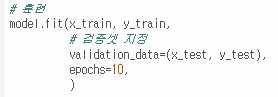 # 훈련
model.fit(x_train, y_train,
# 검증셋 지정
validation_data=(x_test, y_test),
epochs=10,
)